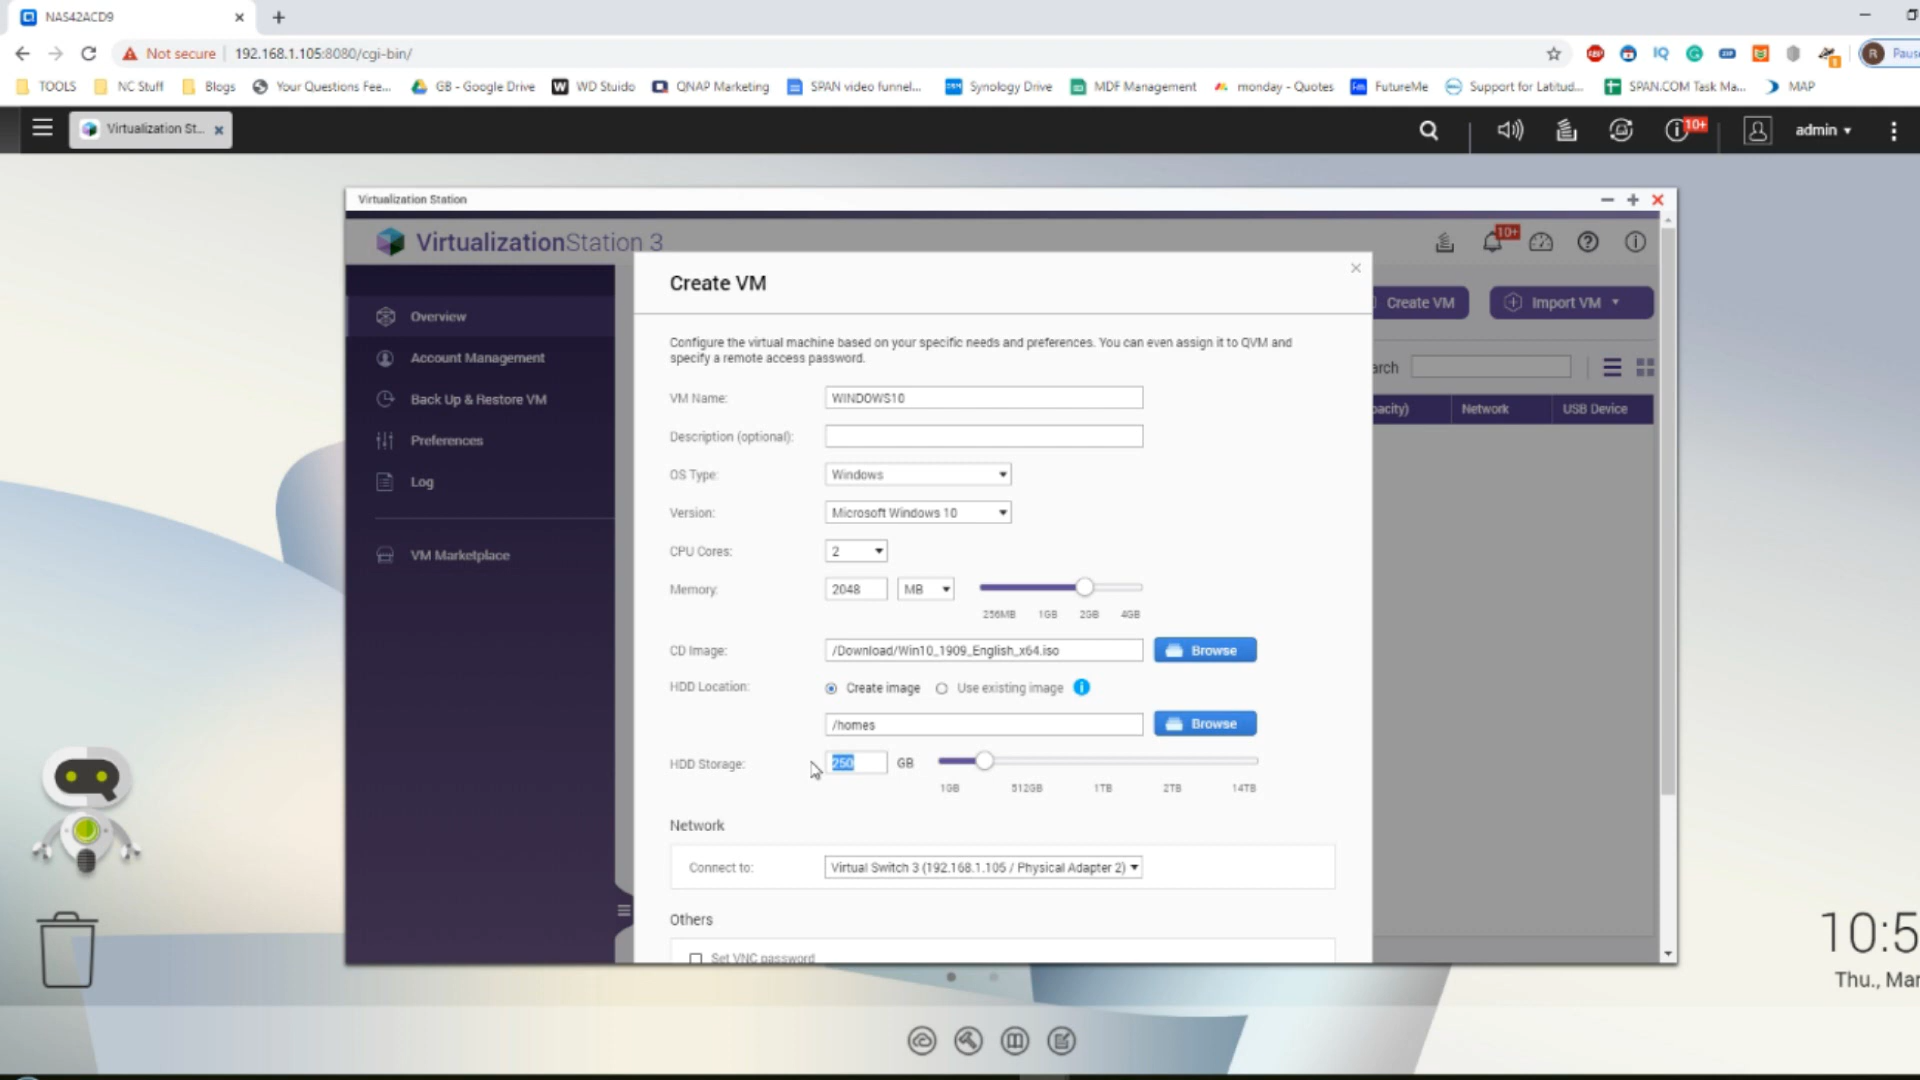 NAS42ACD9
Not secure 192.168.1.105:8080/cgi-bin/
IQ
R Paus
TOOLS NC Stuff Blogs Your Questions Fee... GB - Google Drive WD Stuido QNAP Marketing SPAN video funnel... Synology Drive MDF Management monday - Quotes FutureMe Support for Latitud... SPAN.COM Task Ma... MAP
Virtualization St...
10+
admin
Virtualization Station
VirtualizationStation 3
10+
Create VM
Create VM
Import VM
Overview
Account Management
Back Up & Restore VM
Preferences
Log
VM Marketplace
arch
pacity) Network USB Device
Configure the virtual machine based on your specific needs and preferences. You can even assign it to QVM and
specify a remote access password.
VM Name: WINDOWS10
Description (optional):
OS Type: Windows
Version: Microsoft Windows 10
CPU Cores: 2
Memory: 2048 MB
256MB 1GB 2GB 4GB
CD Image: /Download/Win10_1909_English_x64.iso Browse
HDD Location: Create image Use existing image
/homes Browse
HDD Storage: 250 GB
1GB 512GB 1TB 2TB 14TB
Network
Connect to: Virtual Switch 3 (192.168.1.105 / Physical Adapter 2)
Others
Set VNC password
10:5
Thu., Mar